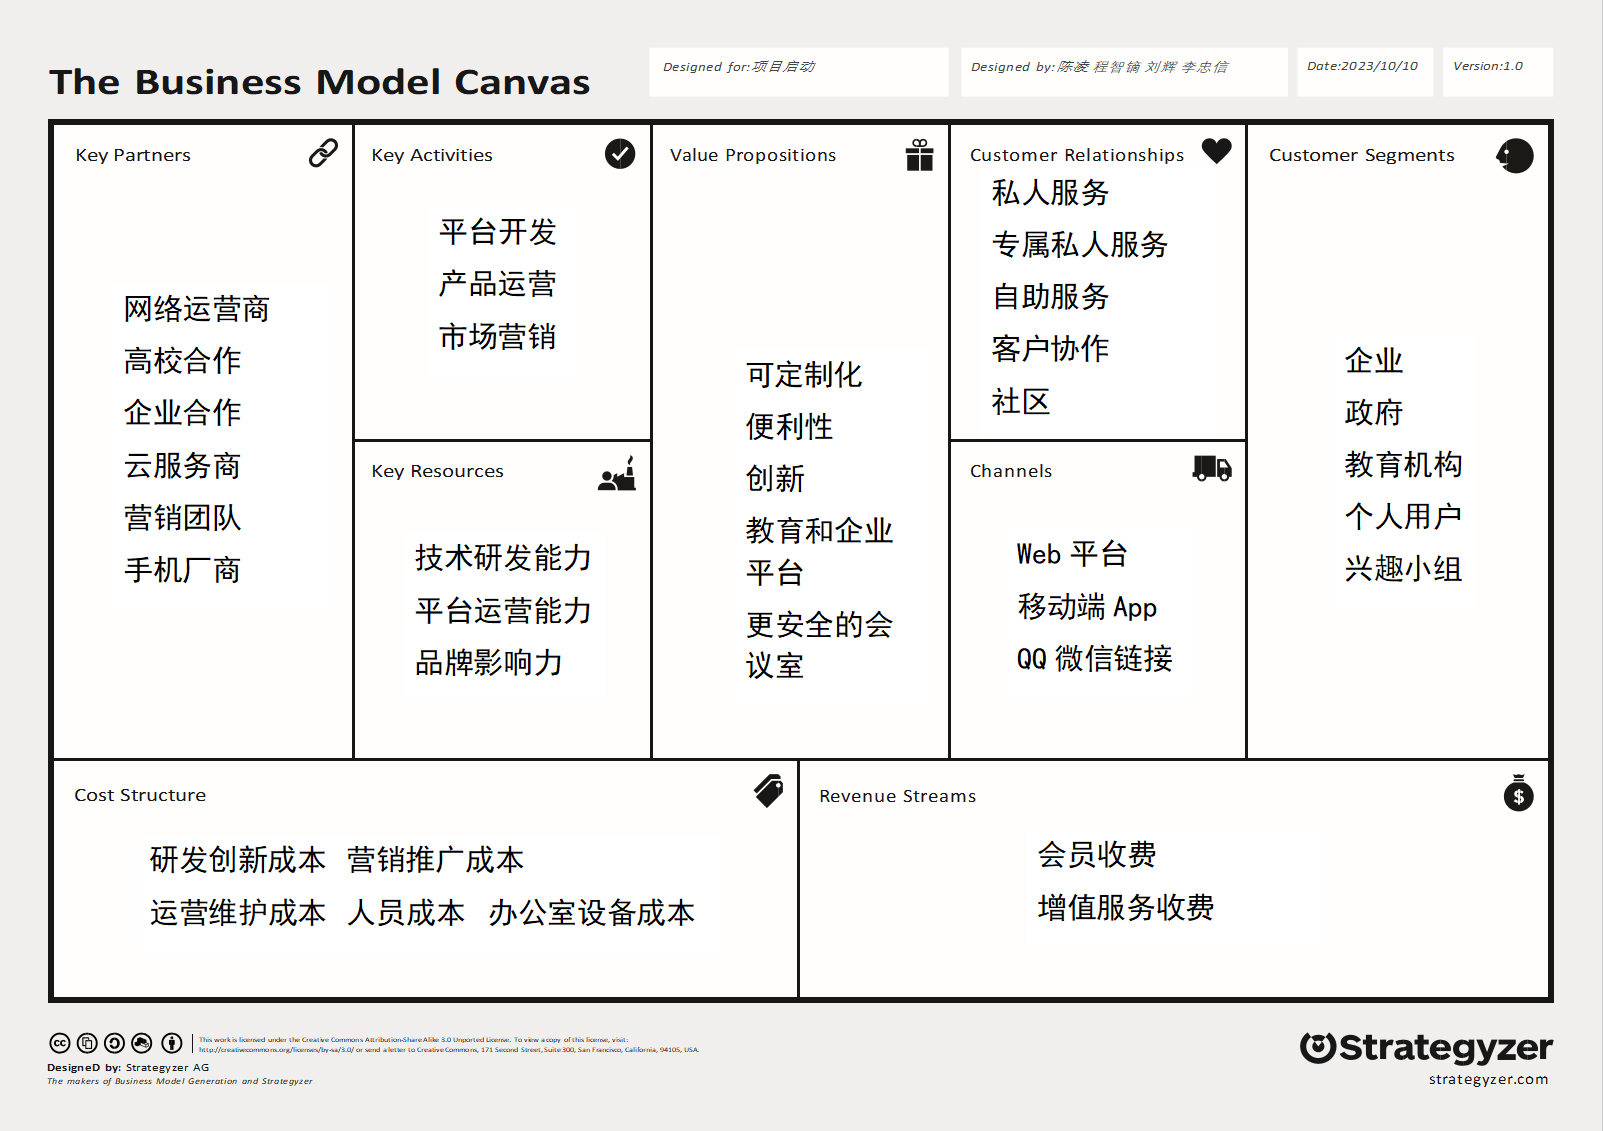 The Business Model Canvas
Designed for:项目启动
Designed by:陈凌 程智镝 刘辉 李忠信
Date:2023/10/10
Version:1.0
Key Partners
网络运营商
高校合作
企业合作
云服务商
营销团队
手机厂商
Key Activities
平台开发
产品运营
市场营销
Key Resources
技术研发能力
平台运营能力
品牌影响力
Value Propositions
可定制化
便利性
创新
教育和企业
平台
更安全的会
议室
Customer Relationships
私人服务
专属私人服务
自助服务
客户协作
社区
Channels
Web 平台
移动端 App
QQ 微信链接
Customer Segments
企业
政府
教育机构
个人用户
兴趣小组
Cost Structure
研发创新成本 营销推广成本
运营维护成本 人员成本 办公室设备成本
Revenue Streams
会员收费
增值服务收费
This work is licensed under the Creative Commons Attribution-Share Alike 3.0 Unported License. To view a copy of this license, visit:
http://creativecommons.org/licenses/by-sa/3.0/ or send a letter to Creative Commons, 171 Second Street, Suite 300, San Francisco, California, 94105, USA.
DesigneD by: Strategyzer AG
The makers of Business Model Generation and Strategyzer
Strategyzer
strategyzer.com